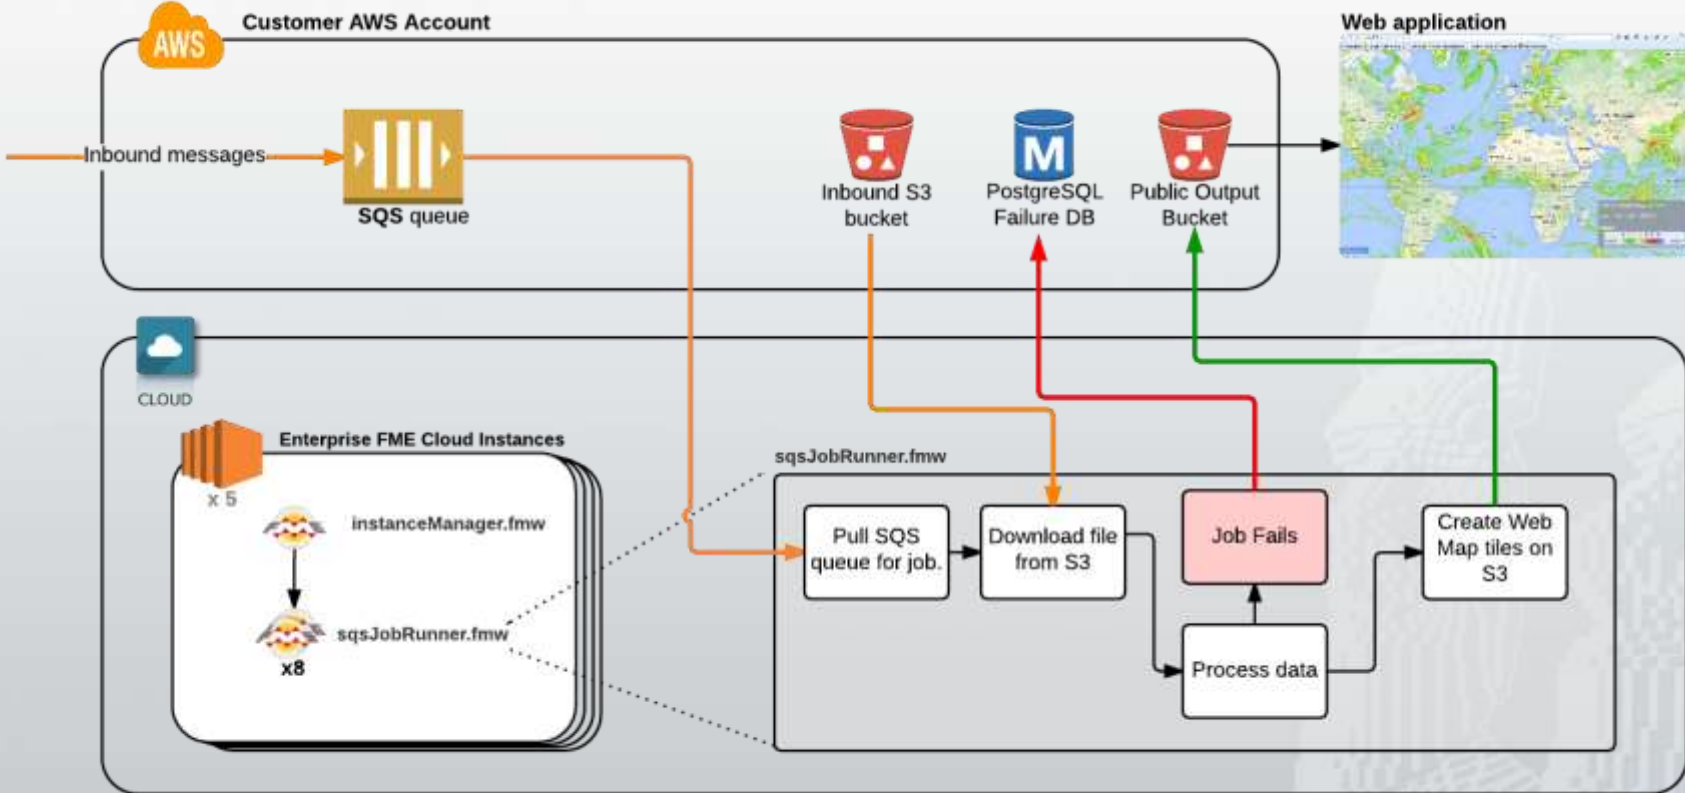 Customer AWS Account
Web application
AWS
Inbound messages
SQS queue
Inbound S3
bucket
M
PostgreSQL
Failure DB
Public Output
Bucket
CLOUD
Enterprise FME Cloud Instances
x 5
instanceManager.fmw
sqsJobRunner.fmw
x8
sqsJobRunner.fmw
Pull SQS
queue for job.
Download file
from S3
Job Fails
Process data
Create Web
Map tiles on
S3